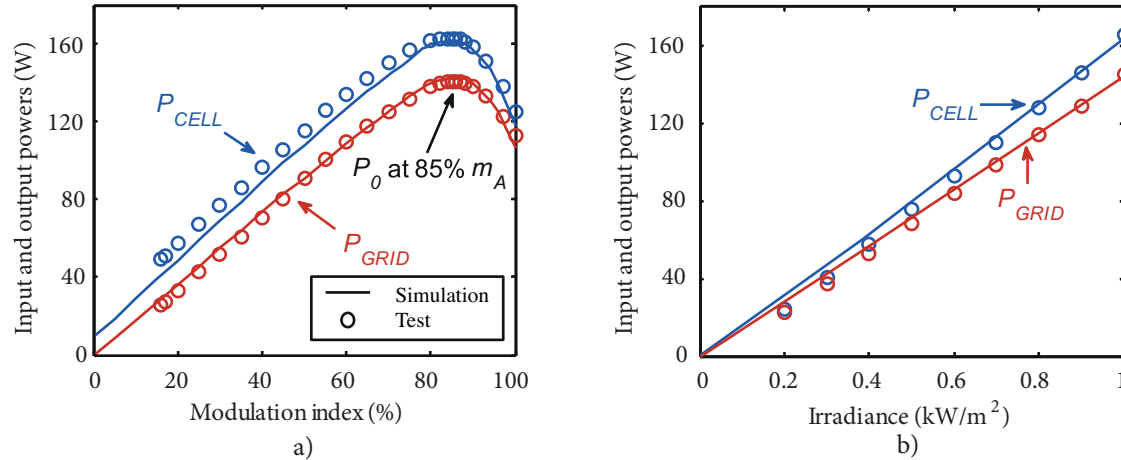 Input and output powers (W)
160
120
80
40
0
P_CELL
P_0 at 85% m_A
P_GRID
Simulation
Test
0 20 40 60 80 100
Modulation index (%)
a)
Input and output powers (W)
160
120
80
40
0
P_CELL
P_GRID
0 0.2 0.4 0.6 0.8 1
Irradiance (kW/m²)
b)